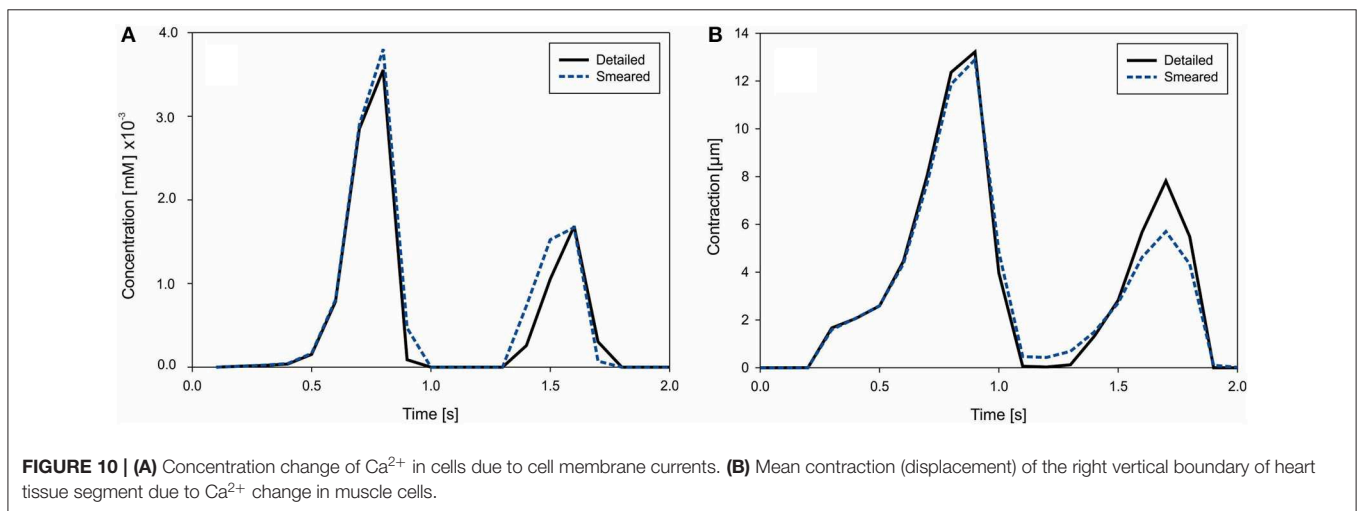 A
4.0
3.0
2.0
1.0
0.0
Concentration [mM] x10⁻³
0.0 0.5 1.0 1.5 2.0
Time [s]
Detailed
Smeared
B
14
12
10
8
6
4
2
0
Contraction [µm]
0.0 0.5 1.0 1.5 2.0
Time [s]
Detailed
Smeared
FIGURE 10 | (A) Concentration change of Ca²⁺ in cells due to cell membrane currents. (B) Mean contraction (displacement) of the right vertical boundary of heart
tissue segment due to Ca²⁺ change in muscle cells.